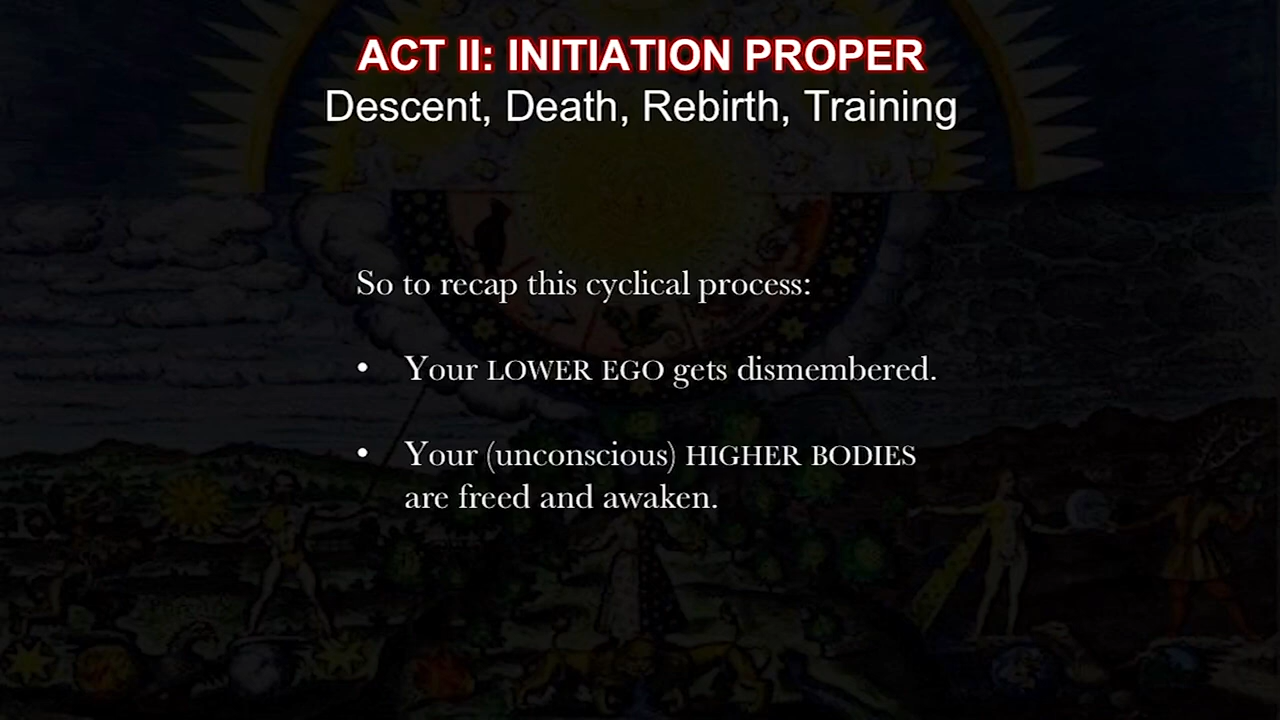 ACT II: INITIATION PROPER
Descent, Death, Rebirth, Training
So to recap this cyclical process:
• Your LOWER EGO gets dismembered.
• Your (unconscious) HIGHER BODIES
are freed and awaken.